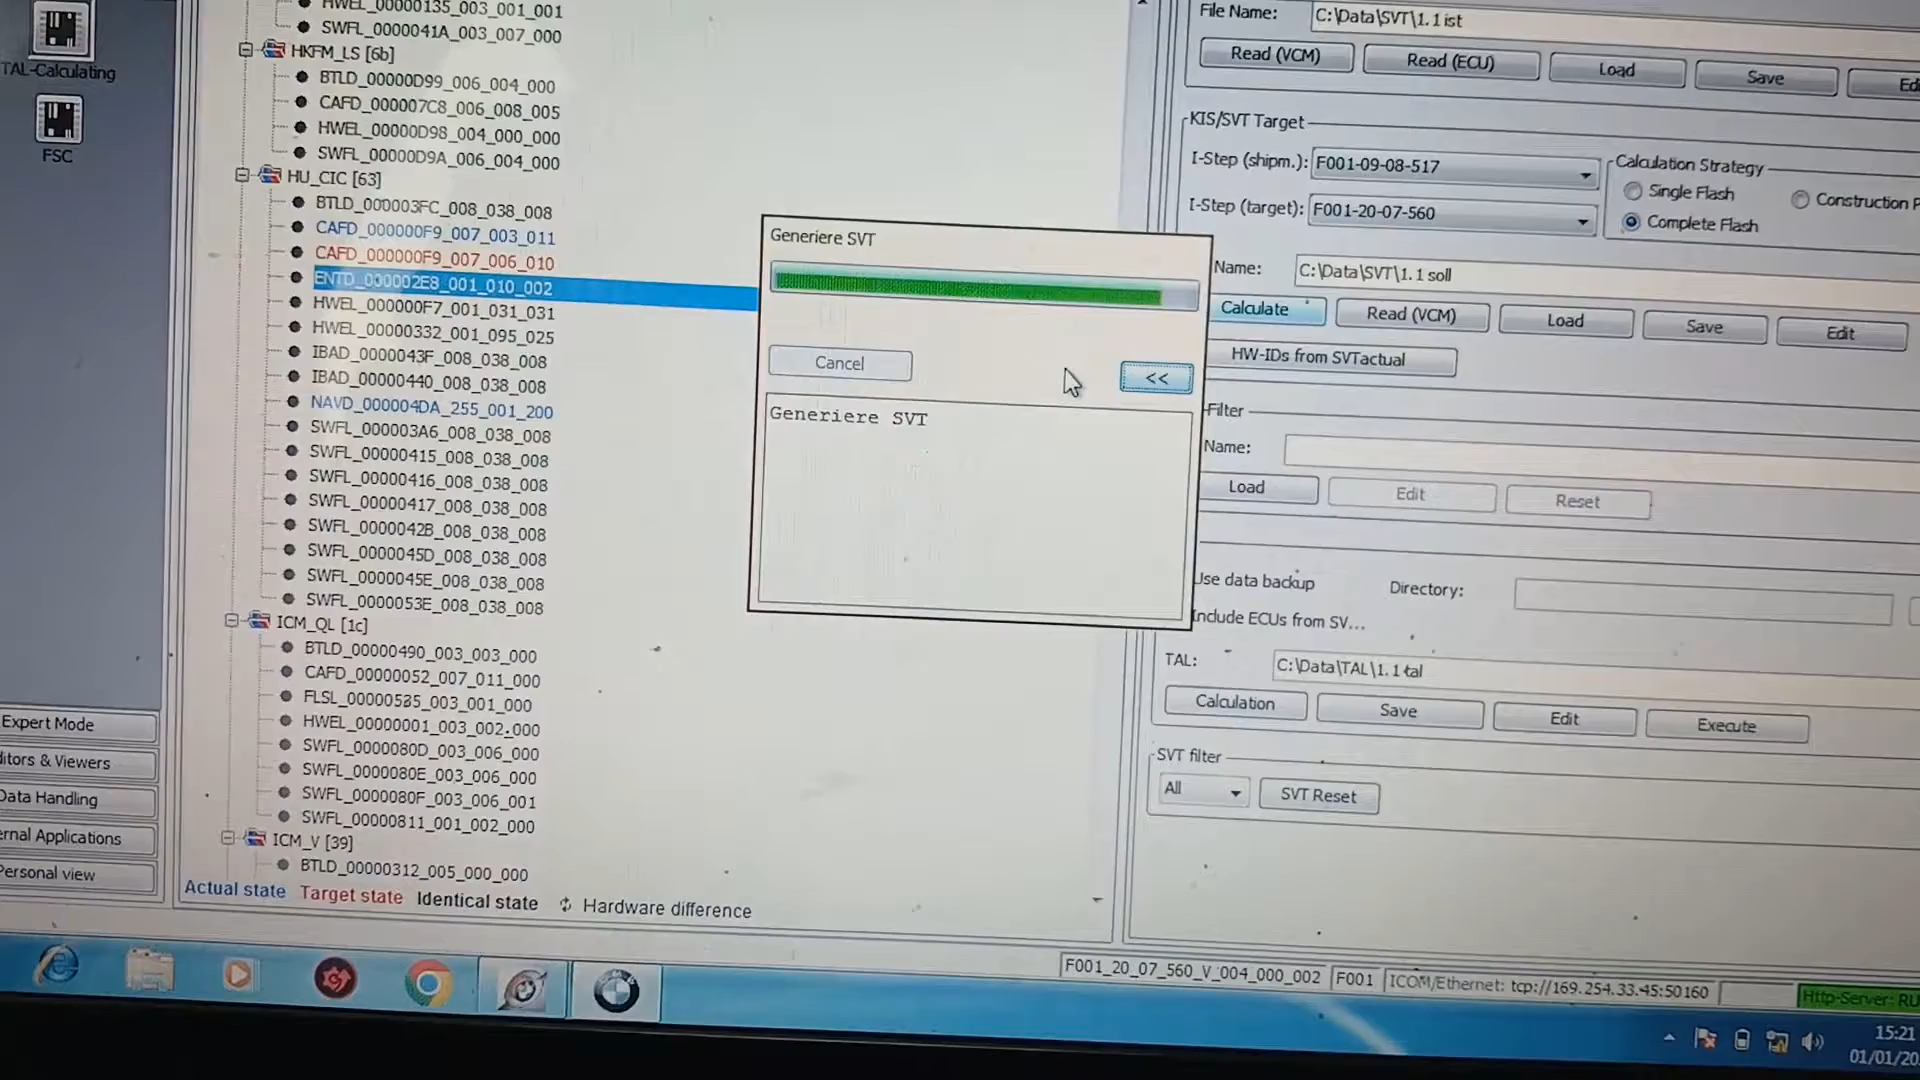 TAL-Calculating
FSC
Expert Mode
ditors & Viewers
Data Handling
ernal Applications
Personal view
HWEL_00000135_003_001_001
SWFL_0000041A_003_007_000
HKFM_LS [6b]
BTLD_00000D99_006_004_000
CAFD_000007C8_006_008_005
HWEL_00000D98_004_000_000
SWFL_00000D9A_006_004_000
HU_CIC [63]
BTLD_000003FC_008_038_008
CAFD_000000F9_007_003_011
CAFD_000000F9_007_006_010
ENTD_000002E8_001_010_002
HWEL_000000F7_001_031_031
HWEL_00000332_001_095_025
IBAD_0000043F_008_038_008
IBAD_00000440_008_038_008
NAVD_000004DA_255_001_200
SWFL_000003A6_008_038_008
SWFL_00000415_008_038_008
SWFL_00000416_008_038_008
SWFL_00000417_008_038_008
SWFL_0000042B_008_038_008
SWFL_0000045D_008_038_008
SWFL_0000045E_008_038_008
SWFL_0000053E_008_038_008
ICM_QL [1c]
BTLD_00000490_003_003_000
CAFD_00000052_007_011_000
FLSL_00000535_003_001_000
HWEL_00000001_003_002_000
SWFL_0000080D_003_006_000
SWFL_0000080E_003_006_000
SWFL_0000080F_003_006_001
SWFL_00000811_001_002_000
ICM_V [39]
BTLD_00000312_005_000_000
Actual state Target state Identical state Hardware difference
Generiere SVT
Cancel <<
Generiere SVT
File Name: C:\Data\SVT\1.1 ist
Read (VCM) Read (ECU) Load Save Edi
KIS/SVT Target
I-Step (shipm.): F001-09-08-517
I-Step (target): F001-20-07-560
Calculation Strategy
Single Flash Construction P
Complete Flash
Name: C:\Data\SVT\1.1 soll
Calculate Read (VCM) Load Save Edit
HW-IDs from SVTactual
Filter
Name:
Load Edit Reset
Use data backup Directory:
Include ECUs from SV...
TAL: C:\Data\TAL\1.1 tal
Calculation Save Edit Execute
SVT filter
All SVT Reset
F001_20_07_560_V_004_000_002 F001 ICOM/Ethernet: tcp://169.254.33.45:50160 Http-Server: RU
15:21
01/01/20